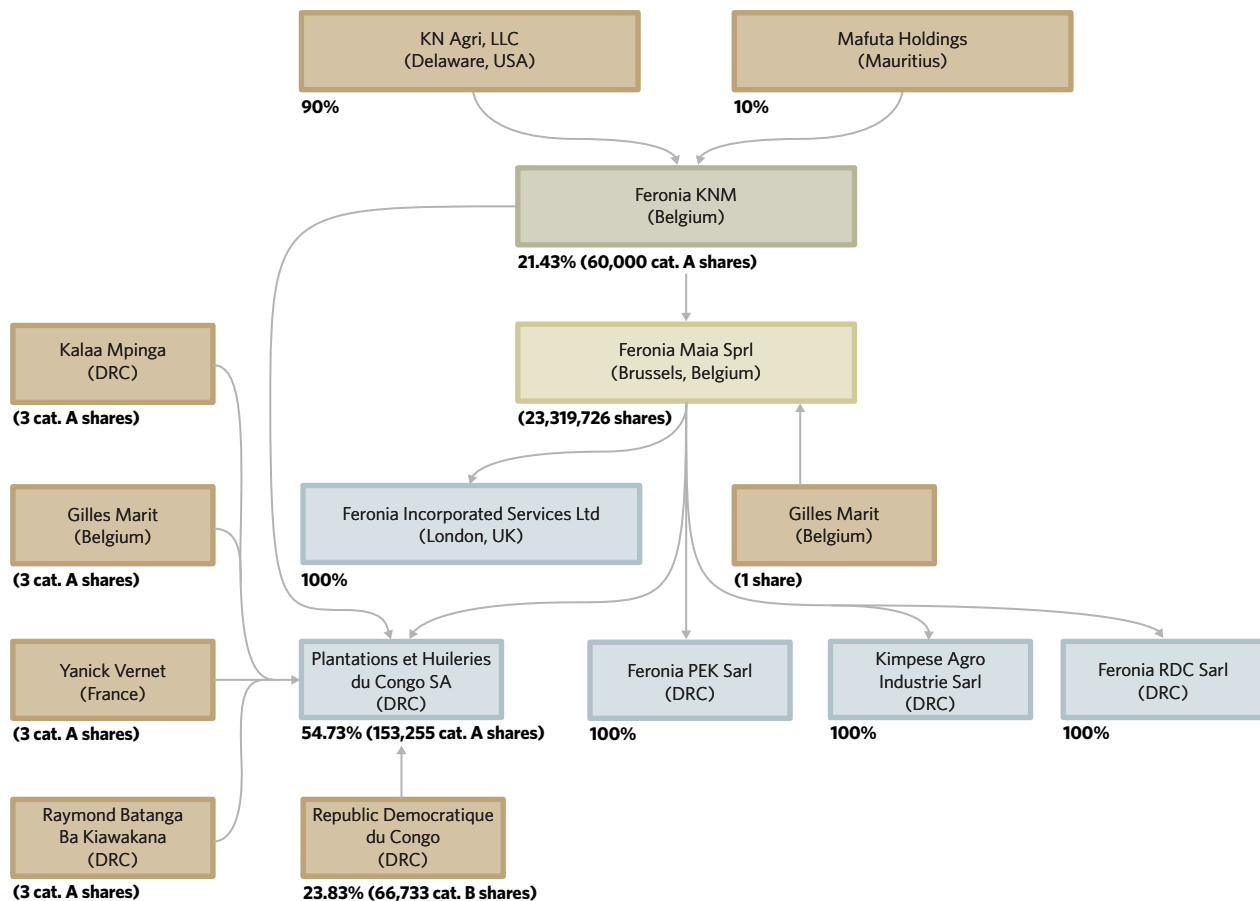 KN Agri, LLC
(Delaware, USA)
90%
Mafuta Holdings
(Mauritius)
10%
Feronia KNM
(Belgium)
21.43% (60,000 cat. A shares)
Feronia Maia Sprl
(Brussels, Belgium)
(23,319,726 shares)
Kalaa Mpinga
(DRC)
(3 cat. A shares)
Gilles Marit
(Belgium)
(3 cat. A shares)
Feronia Incorporated Services Ltd
(London, UK)
100%
Gilles Marit
(Belgium)
(1 share)
Yanick Vernet
(France)
(3 cat. A shares)
Plantations et Huileries
du Congo SA
(DRC)
54.73% (153,255 cat. A shares)
Feronia PEK Sarl
(DRC)
100%
Kimpese Agro
Industrie Sarl
(DRC)
100%
Feronia RDC Sarl
(DRC)
100%
Raymond Batanga
Ba Kiawakana
(DRC)
(3 cat. A shares)
Republic Democratique
du Congo
(DRC)
23.83% (66,733 cat. B shares)